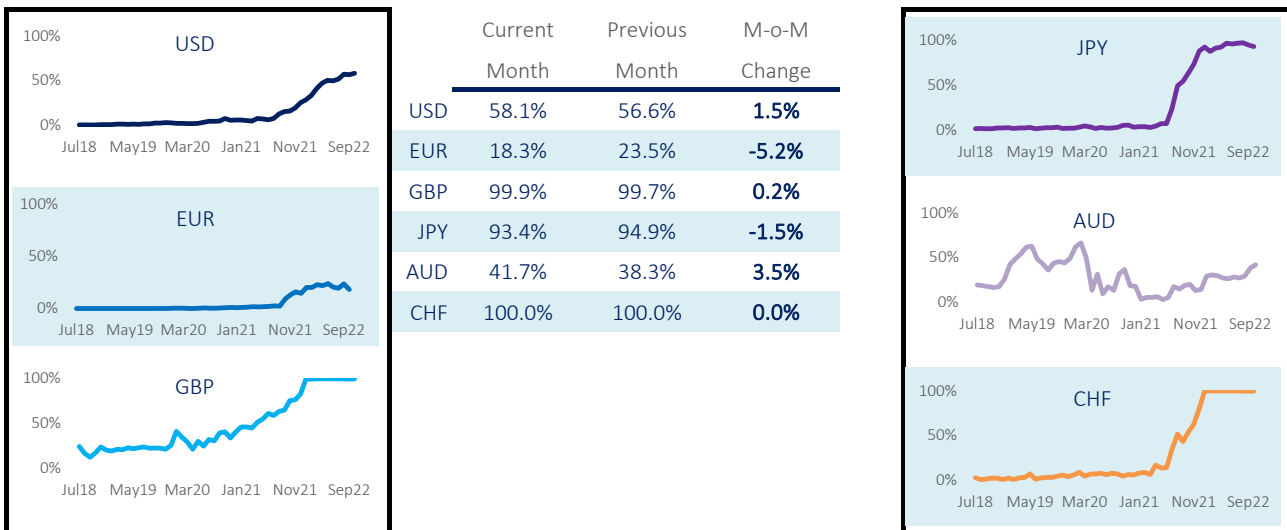 USD
100%
50%
0%
Jul18 May19 Mar20 Jan21 Nov21 Sep22
EUR
100%
50%
0%
Jul18 May19 Mar20 Jan21 Nov21 Sep22
GBP
100%
50%
0%
Jul18 May19 Mar20 Jan21 Nov21 Sep22
Current Previous M-o-M
Month Month Change
USD 58.1% 56.6% 1.5%
EUR 18.3% 23.5% -5.2%
GBP 99.9% 99.7% 0.2%
JPY 93.4% 94.9% -1.5%
AUD 41.7% 38.3% 3.5%
CHF 100.0% 100.0% 0.0%
JPY
100%
50%
0%
Jul18 May19 Mar20 Jan21 Nov21 Sep22
AUD
100%
50%
0%
Jul18 May19 Mar20 Jan21 Nov21 Sep22
CHF
100%
50%
0%
Jul18 May19 Mar20 Jan21 Nov21 Sep22